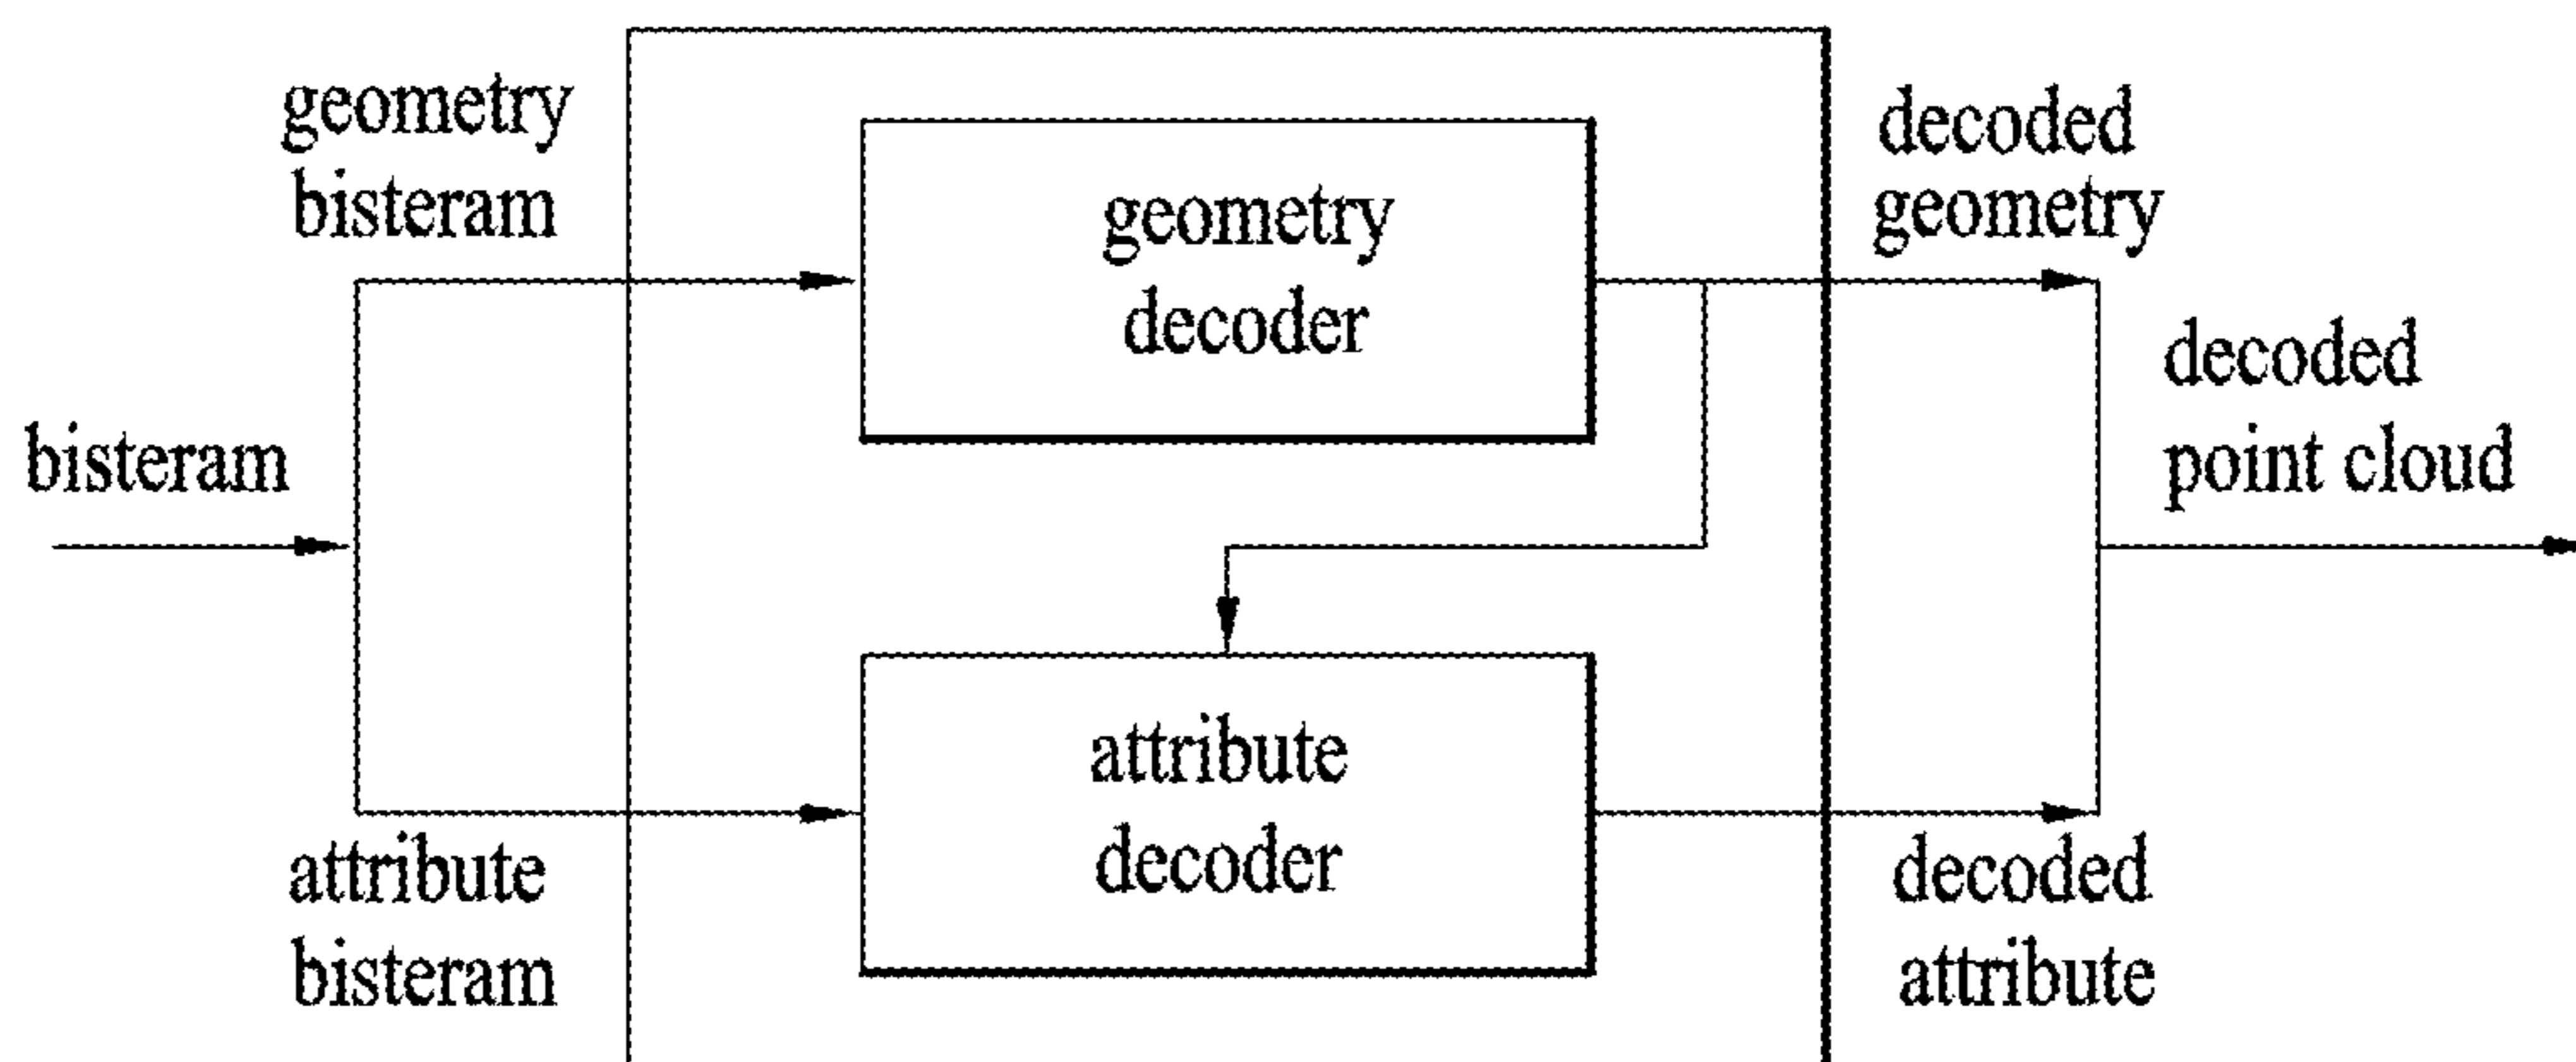 geometry
bisteram
geometry
decoder
decoded
geometry
bisteram
decoded
point cloud
attribute
decoder
attribute
bisteram
decoded
attribute